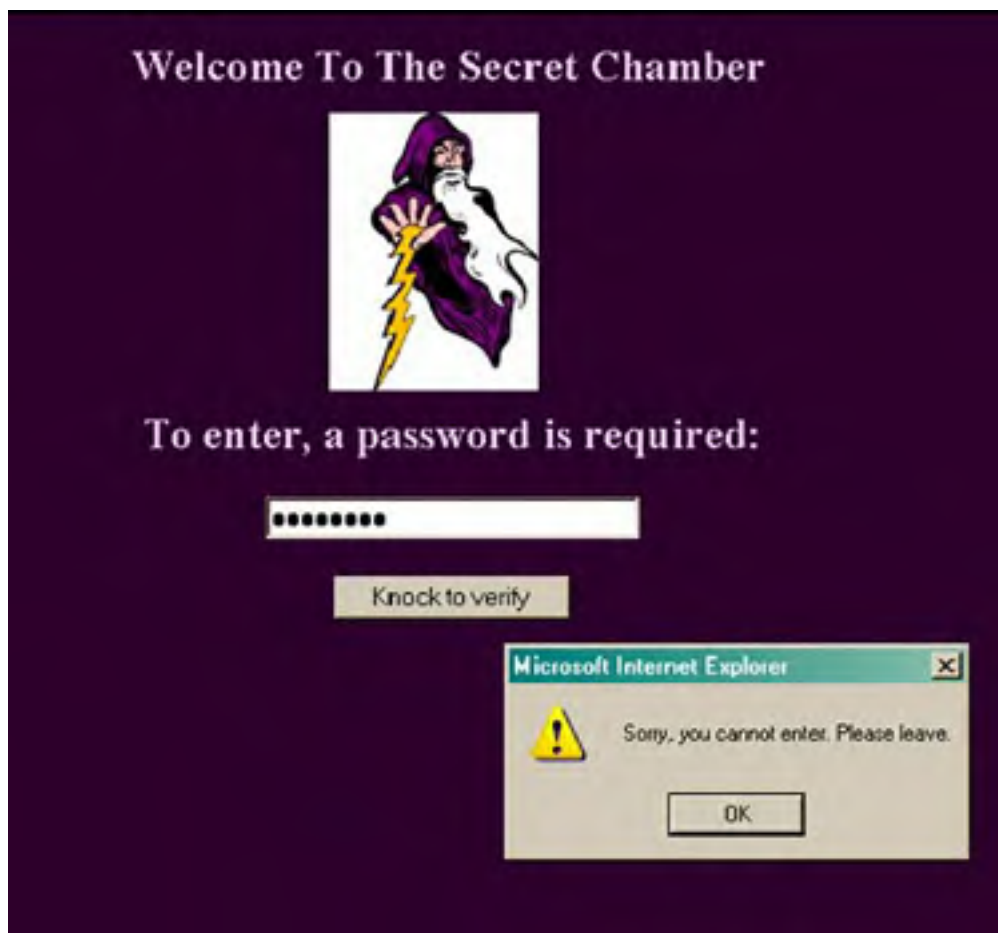 Welcome To The Secret Chamber
To enter, a password is required:
••••••••
Knock to verify
Microsoft Internet Explorer
Sorry, you cannot enter. Please leave.
OK